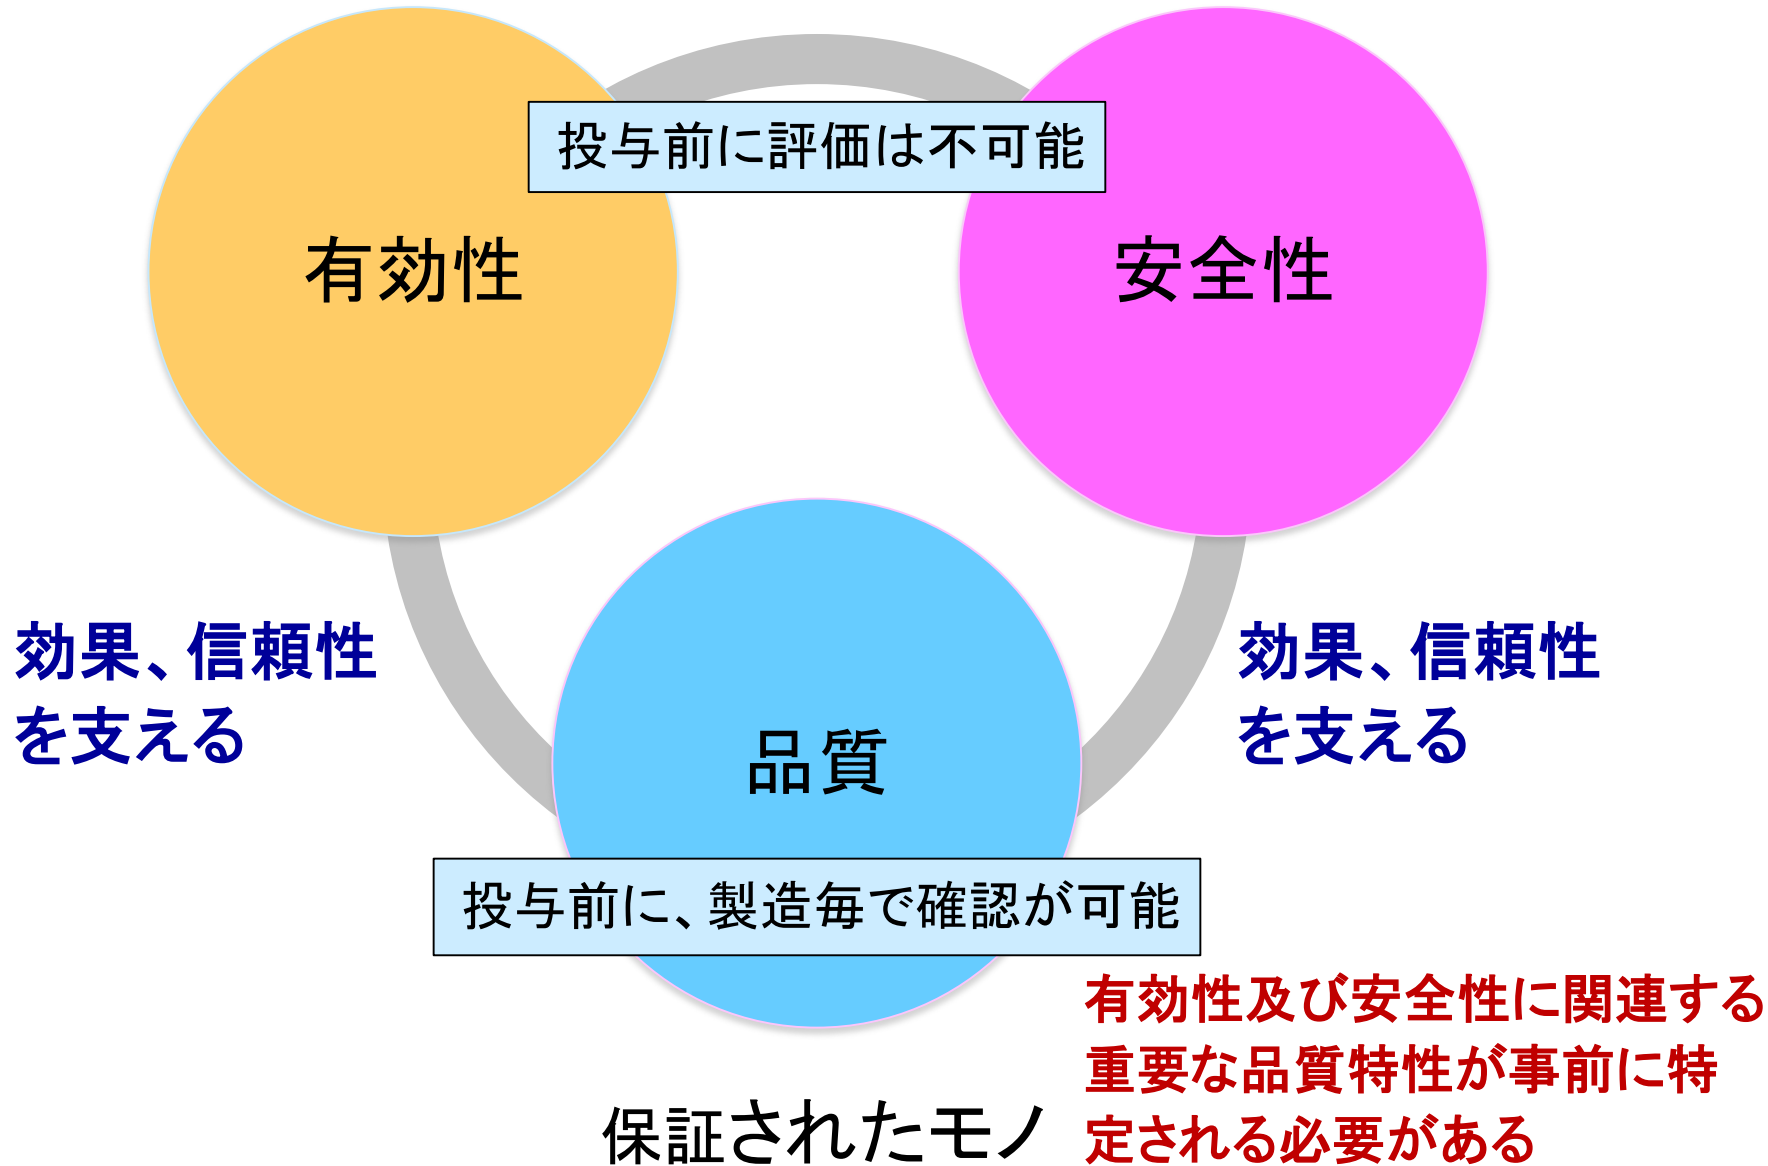 投与前に評価は不可能
有効性
安全性
効果、信頼性
を支える
効果、信頼性
を支える
品質
投与前に、製造毎で確認が可能
有効性及び安全性に関連する
重要な品質特性が事前に特
定される必要がある
保証されたモノ